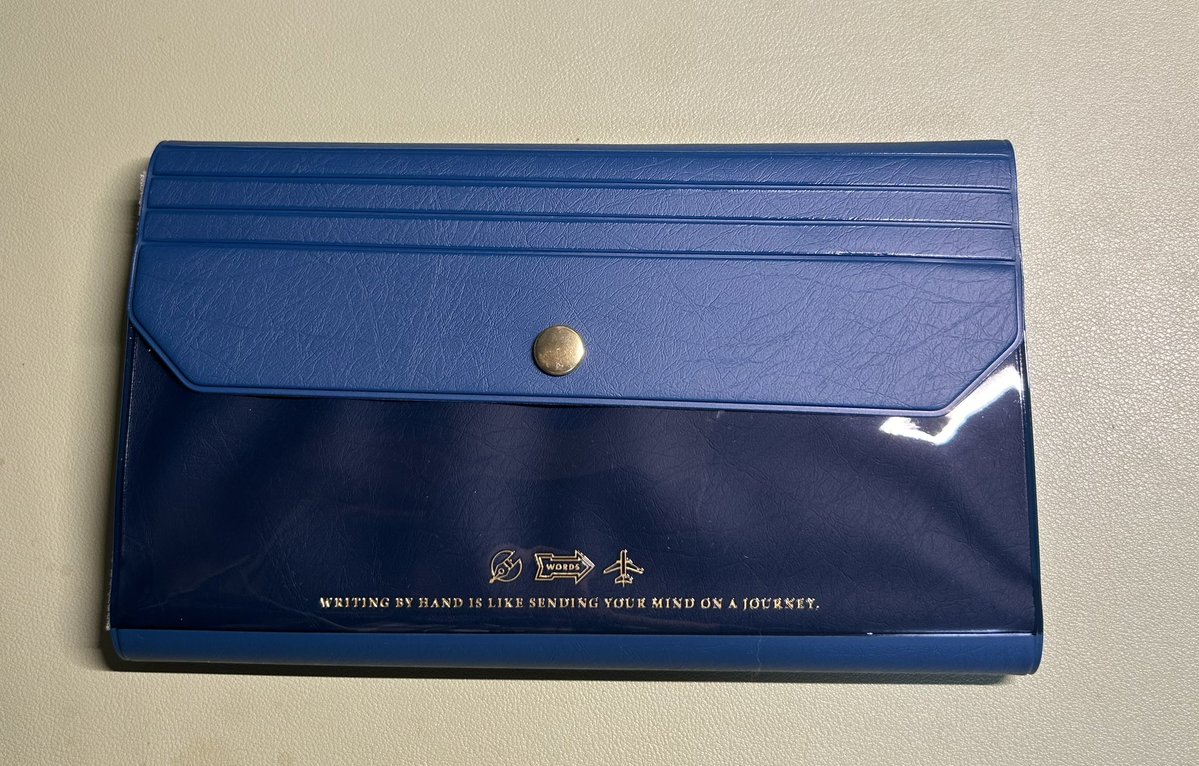 WORDS
WRITING BY HAND IS LIKE SENDING YOUR MIND ON A JOURNEY.